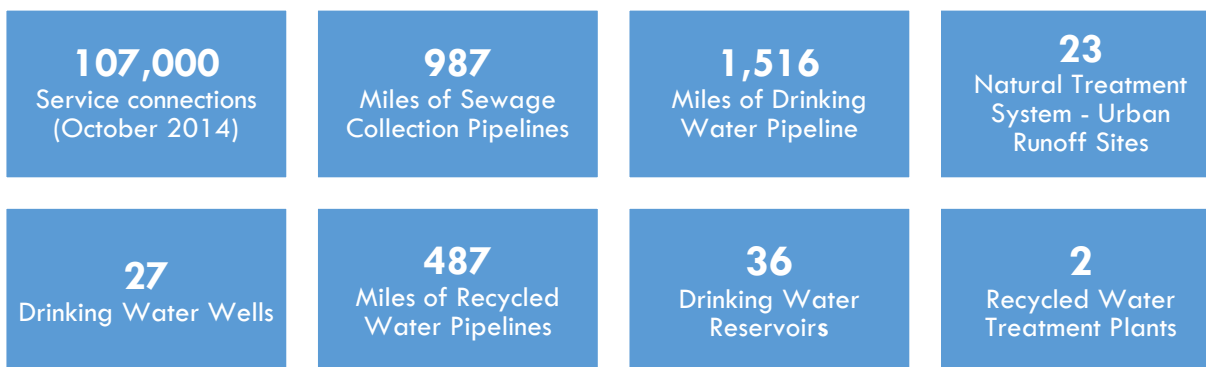 107,000
Service connections
(October 2014)
987
Miles of Sewage
Collection Pipelines
1,516
Miles of Drinking
Water Pipeline
23
Natural Treatment
System - Urban
Runoff Sites
27
Drinking Water Wells
487
Miles of Recycled
Water Pipelines
36
Drinking Water
Reservoirs
2
Recycled Water
Treatment Plants